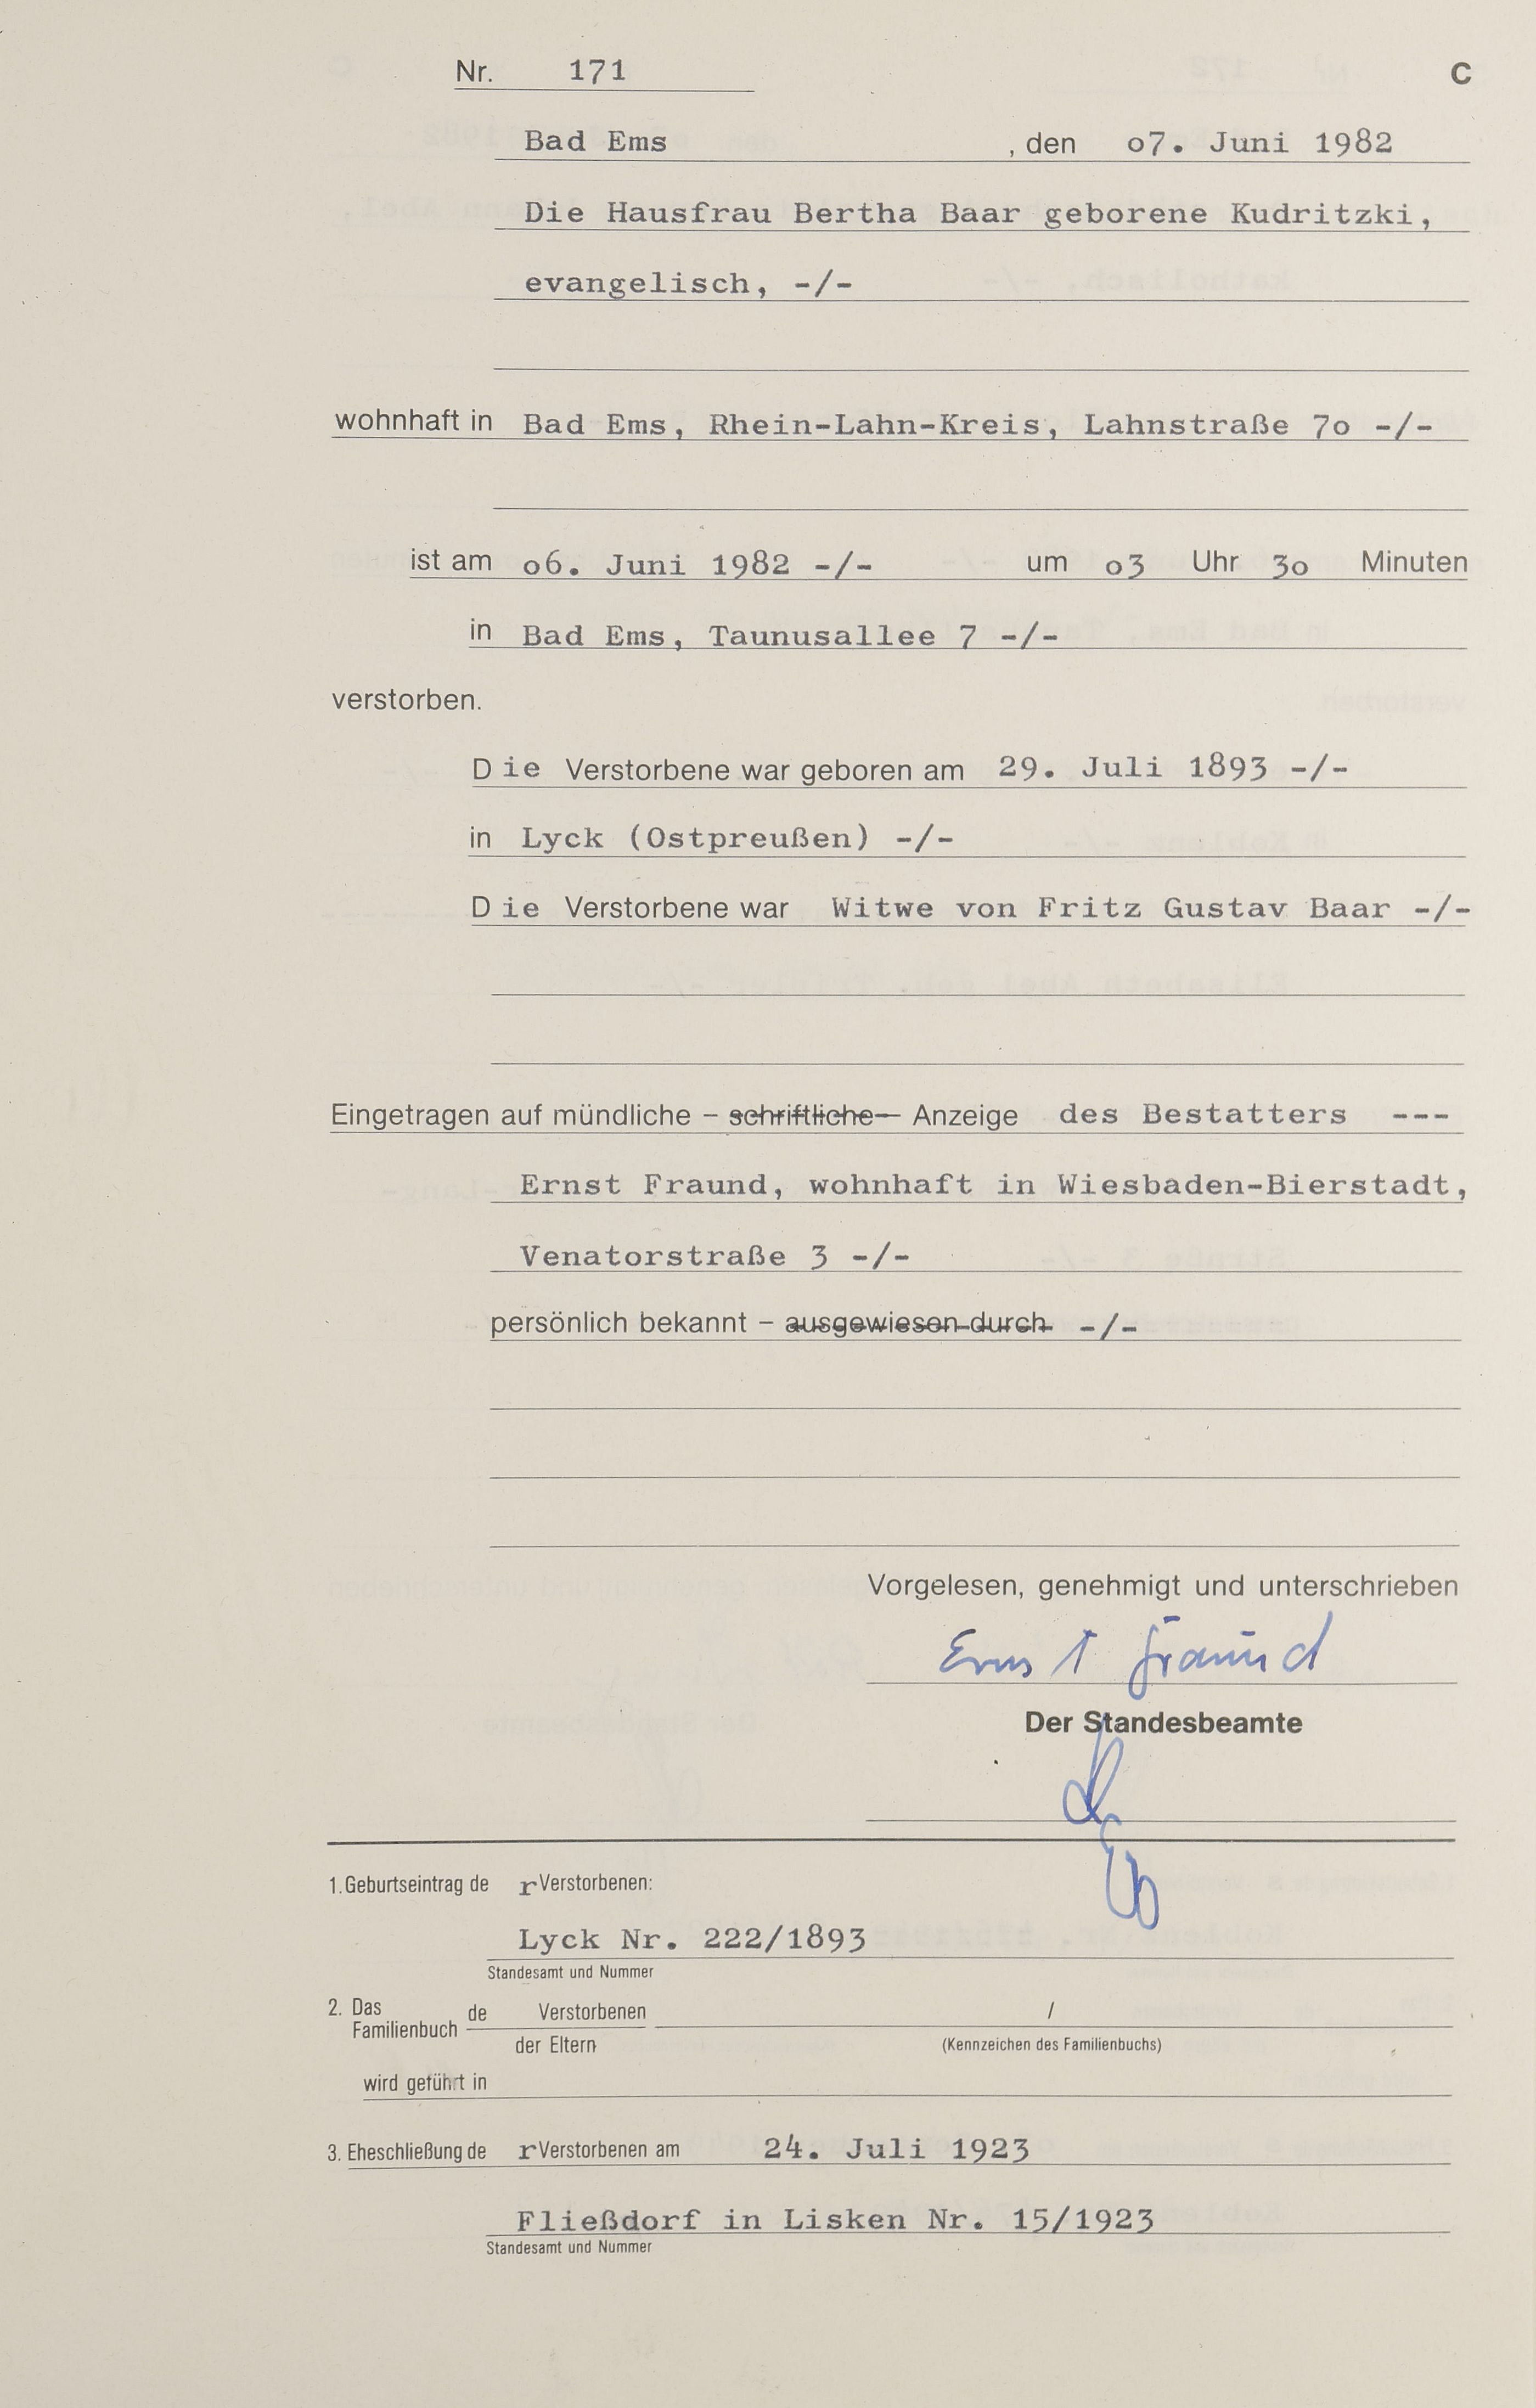 Nr. 171 C
Bad Ems , den o7. Juni 1982
Die Hausfrau Bertha Baar geborene Kudritzki,
evangelisch, -/-
wohnhaft in Bad Ems, Rhein-Lahn-Kreis, Lahnstraße 7o -/-
ist am o6. Juni 1982 -/- um o3 Uhr 3o Minuten
in Bad Ems, Taunusallee 7 -/-
verstorben.
Die Verstorbene war geboren am 29. Juli 1893 -/-
in Lyck (Ostpreußen) -/-
Die Verstorbene war Witwe von Fritz Gustav Baar -/-
Eingetragen auf mündliche – schriftliche – Anzeige des Bestatters ---
Ernst Fraund, wohnhaft in Wiesbaden-Bierstadt,
Venatorstraße 3 -/-
persönlich bekannt – ausgewiesen durch -/-
Vorgelesen, genehmigt und unterschrieben
Ernst Fraund
Der Standesbeamte
1. Geburtseintrag de r Verstorbenen:
Lyck Nr. 222/1893
Standesamt und Nummer
2. Das Familienbuch de Verstorbenen /
der Eltern (Kennzeichen des Familienbuchs)
wird geführt in
3. Eheschließung de r Verstorbenen am 24. Juli 1923
Fließdorf in Lisken Nr. 15/1923
Standesamt und Nummer